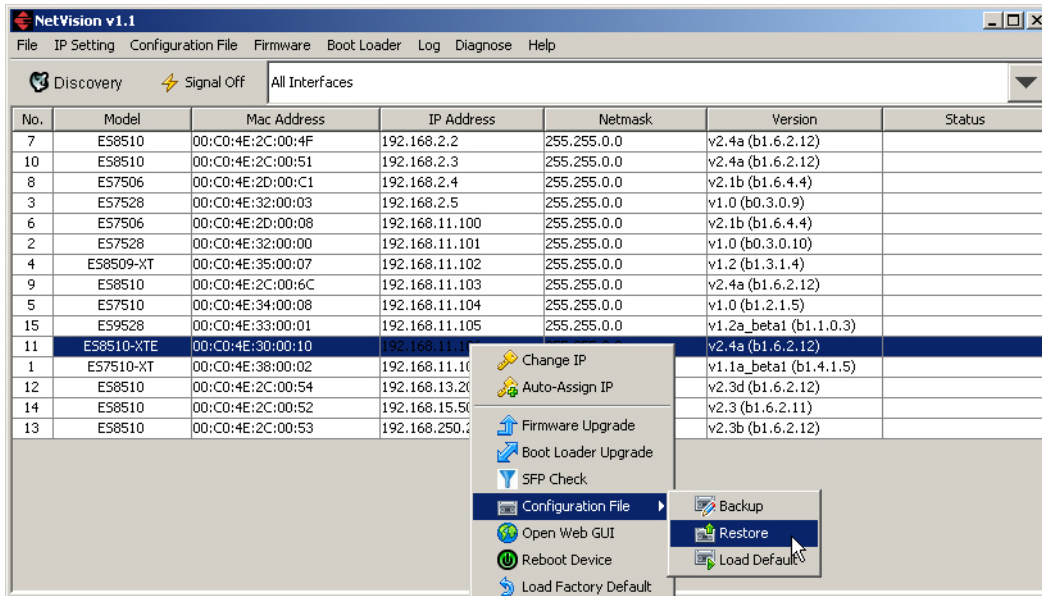 NetVision v1.1
File IP Setting Configuration File Firmware Boot Loader Log Diagnose Help
Discovery Signal Off All Interfaces
No. Model Mac Address IP Address Netmask Version Status
7 ES8510 00:C0:4E:2C:00:4F 192.168.2.2 255.255.0.0 v2.4a (b1.6.2.12)
10 ES8510 00:C0:4E:2C:00:51 192.168.2.3 255.255.0.0 v2.4a (b1.6.2.12)
8 ES7506 00:C0:4E:2D:00:C1 192.168.2.4 255.255.0.0 v2.1b (b1.6.4.4)
3 ES7528 00:C0:4E:32:00:03 192.168.2.5 255.255.0.0 v1.0 (b0.3.0.9)
6 ES7506 00:C0:4E:2D:00:08 192.168.11.100 255.255.0.0 v2.1b (b1.6.4.4)
2 ES7528 00:C0:4E:32:00:00 192.168.11.101 255.255.0.0 v1.0 (b0.3.0.10)
4 ES8509-XT 00:C0:4E:35:00:07 192.168.11.102 255.255.0.0 v1.2 (b1.3.1.4)
9 ES8510 00:C0:4E:2C:00:6C 192.168.11.103 255.255.0.0 v2.4a (b1.6.2.12)
5 ES7510 00:C0:4E:34:00:08 192.168.11.104 255.255.0.0 v1.0 (b1.2.1.5)
15 ES9528 00:C0:4E:33:00:01 192.168.11.105 255.255.0.0 v1.2a_beta1 (b1.1.0.3)
11 ES8510-XTE 00:C0:4E:30:00:10 v2.4a (b1.6.2.12)
1 ES7510-XT 00:C0:4E:38:00:02 192.168.11.10 v1.1a_beta1 (b1.4.1.5)
12 ES8510 00:C0:4E:2C:00:54 192.168.13.20 v2.3d (b1.6.2.12)
14 ES8510 00:C0:4E:2C:00:52 192.168.15.50 v2.3 (b1.6.2.11)
13 ES8510 00:C0:4E:2C:00:53 192.168.250.2 v2.3b (b1.6.2.12)
Change IP
Auto-Assign IP
Firmware Upgrade
Boot Loader Upgrade
SFP Check
Configuration File
Open Web GUI
Reboot Device
Load Factory Default
Backup
Restore
Load Default